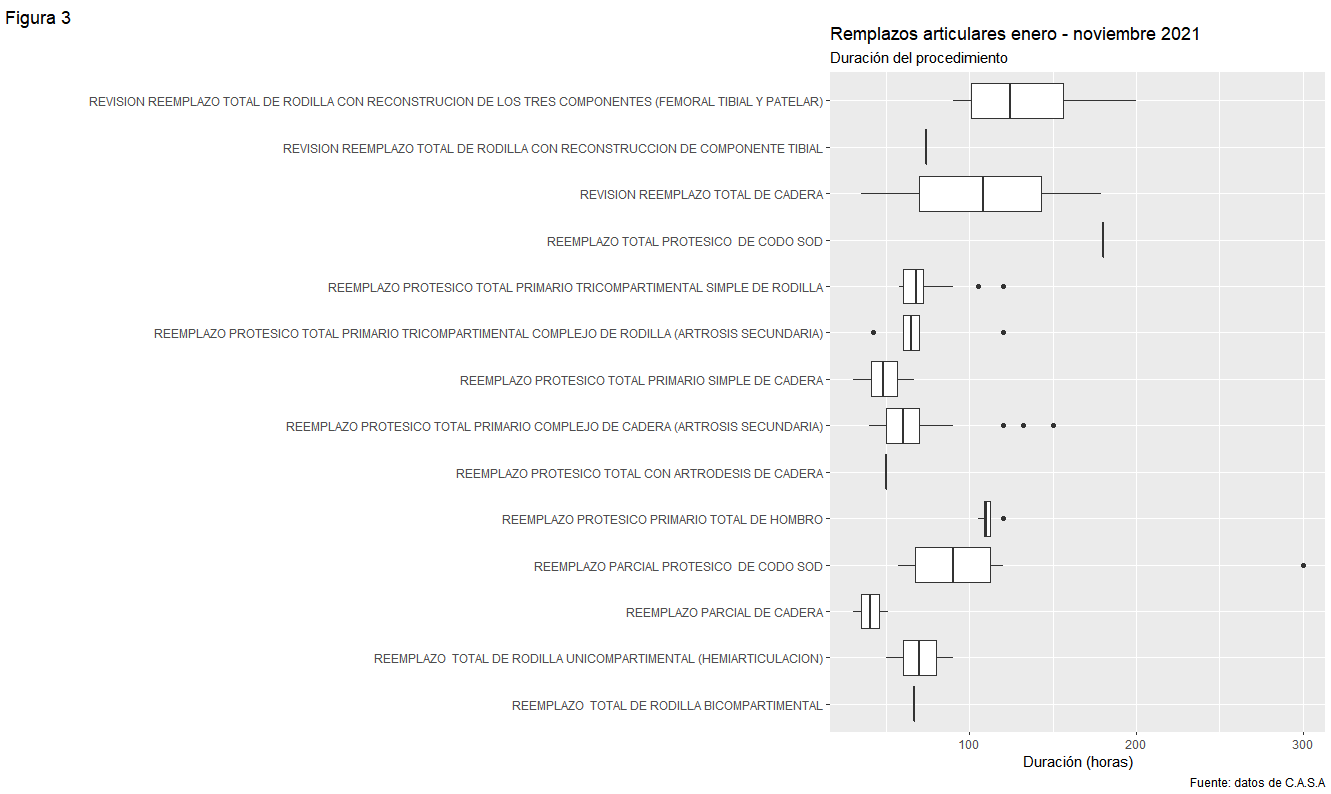 Figura 3
Remplazos articulares enero - noviembre 2021
Duración del procedimiento
REVISION REEMPLAZO TOTAL DE RODILLA CON RECONSTRUCION DE LOS TRES COMPONENTES (FEMORAL TIBIAL Y PATELAR)
REVISION REEMPLAZO TOTAL DE RODILLA CON RECONSTRUCCION DE COMPONENTE TIBIAL
REVISION REEMPLAZO TOTAL DE CADERA
REEMPLAZO TOTAL PROTESICO  DE CODO SOD
REEMPLAZO PROTESICO TOTAL PRIMARIO TRICOMPARTIMENTAL SIMPLE DE RODILLA
REEMPLAZO PROTESICO TOTAL PRIMARIO TRICOMPARTIMENTAL COMPLEJO DE RODILLA (ARTROSIS SECUNDARIA)
REEMPLAZO PROTESICO TOTAL PRIMARIO SIMPLE DE CADERA
REEMPLAZO PROTESICO TOTAL PRIMARIO COMPLEJO DE CADERA (ARTROSIS SECUNDARIA)
REEMPLAZO PROTESICO TOTAL CON ARTRODESIS DE CADERA
REEMPLAZO PROTESICO PRIMARIO TOTAL DE HOMBRO
REEMPLAZO PARCIAL PROTESICO  DE CODO SOD
REEMPLAZO PARCIAL DE CADERA
REEMPLAZO  TOTAL DE RODILLA UNICOMPARTIMENTAL (HEMIARTICULACION)
REEMPLAZO  TOTAL DE RODILLA BICOMPARTIMENTAL
100 200 300
Duración (horas)
Fuente: datos de C.A.S.A